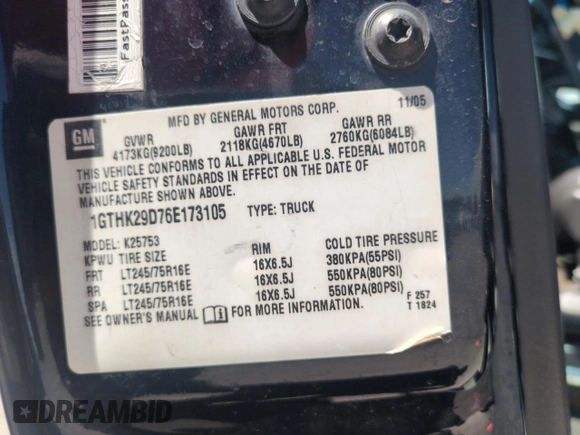 FastPass
MFD BY GENERAL MOTORS CORP. 11/05
GM GVWR GAWR FRT GAWR RR
4173KG(9200LB) 2118KG(4670LB) 2760KG(6084LB)
THIS VEHICLE CONFORMS TO ALL APPLICABLE U.S. FEDERAL MOTOR
VEHICLE SAFETY STANDARDS IN EFFECT ON THE DATE OF
MANUFACTURE SHOWN ABOVE.
1GTHK29D76E173105 TYPE: TRUCK
MODEL: K25753
KPWU TIRE SIZE RIM COLD TIRE PRESSURE
FRT LT245/75R16E 16X6.5J 380KPA(55PSI)
RR LT245/75R16E 16X6.5J 550KPA(80PSI)
SPA LT245/75R16E 16X6.5J 550KPA(80PSI)
SEE OWNER'S MANUAL FOR MORE INFORMATION. F 257
T 1824
DREAMBID